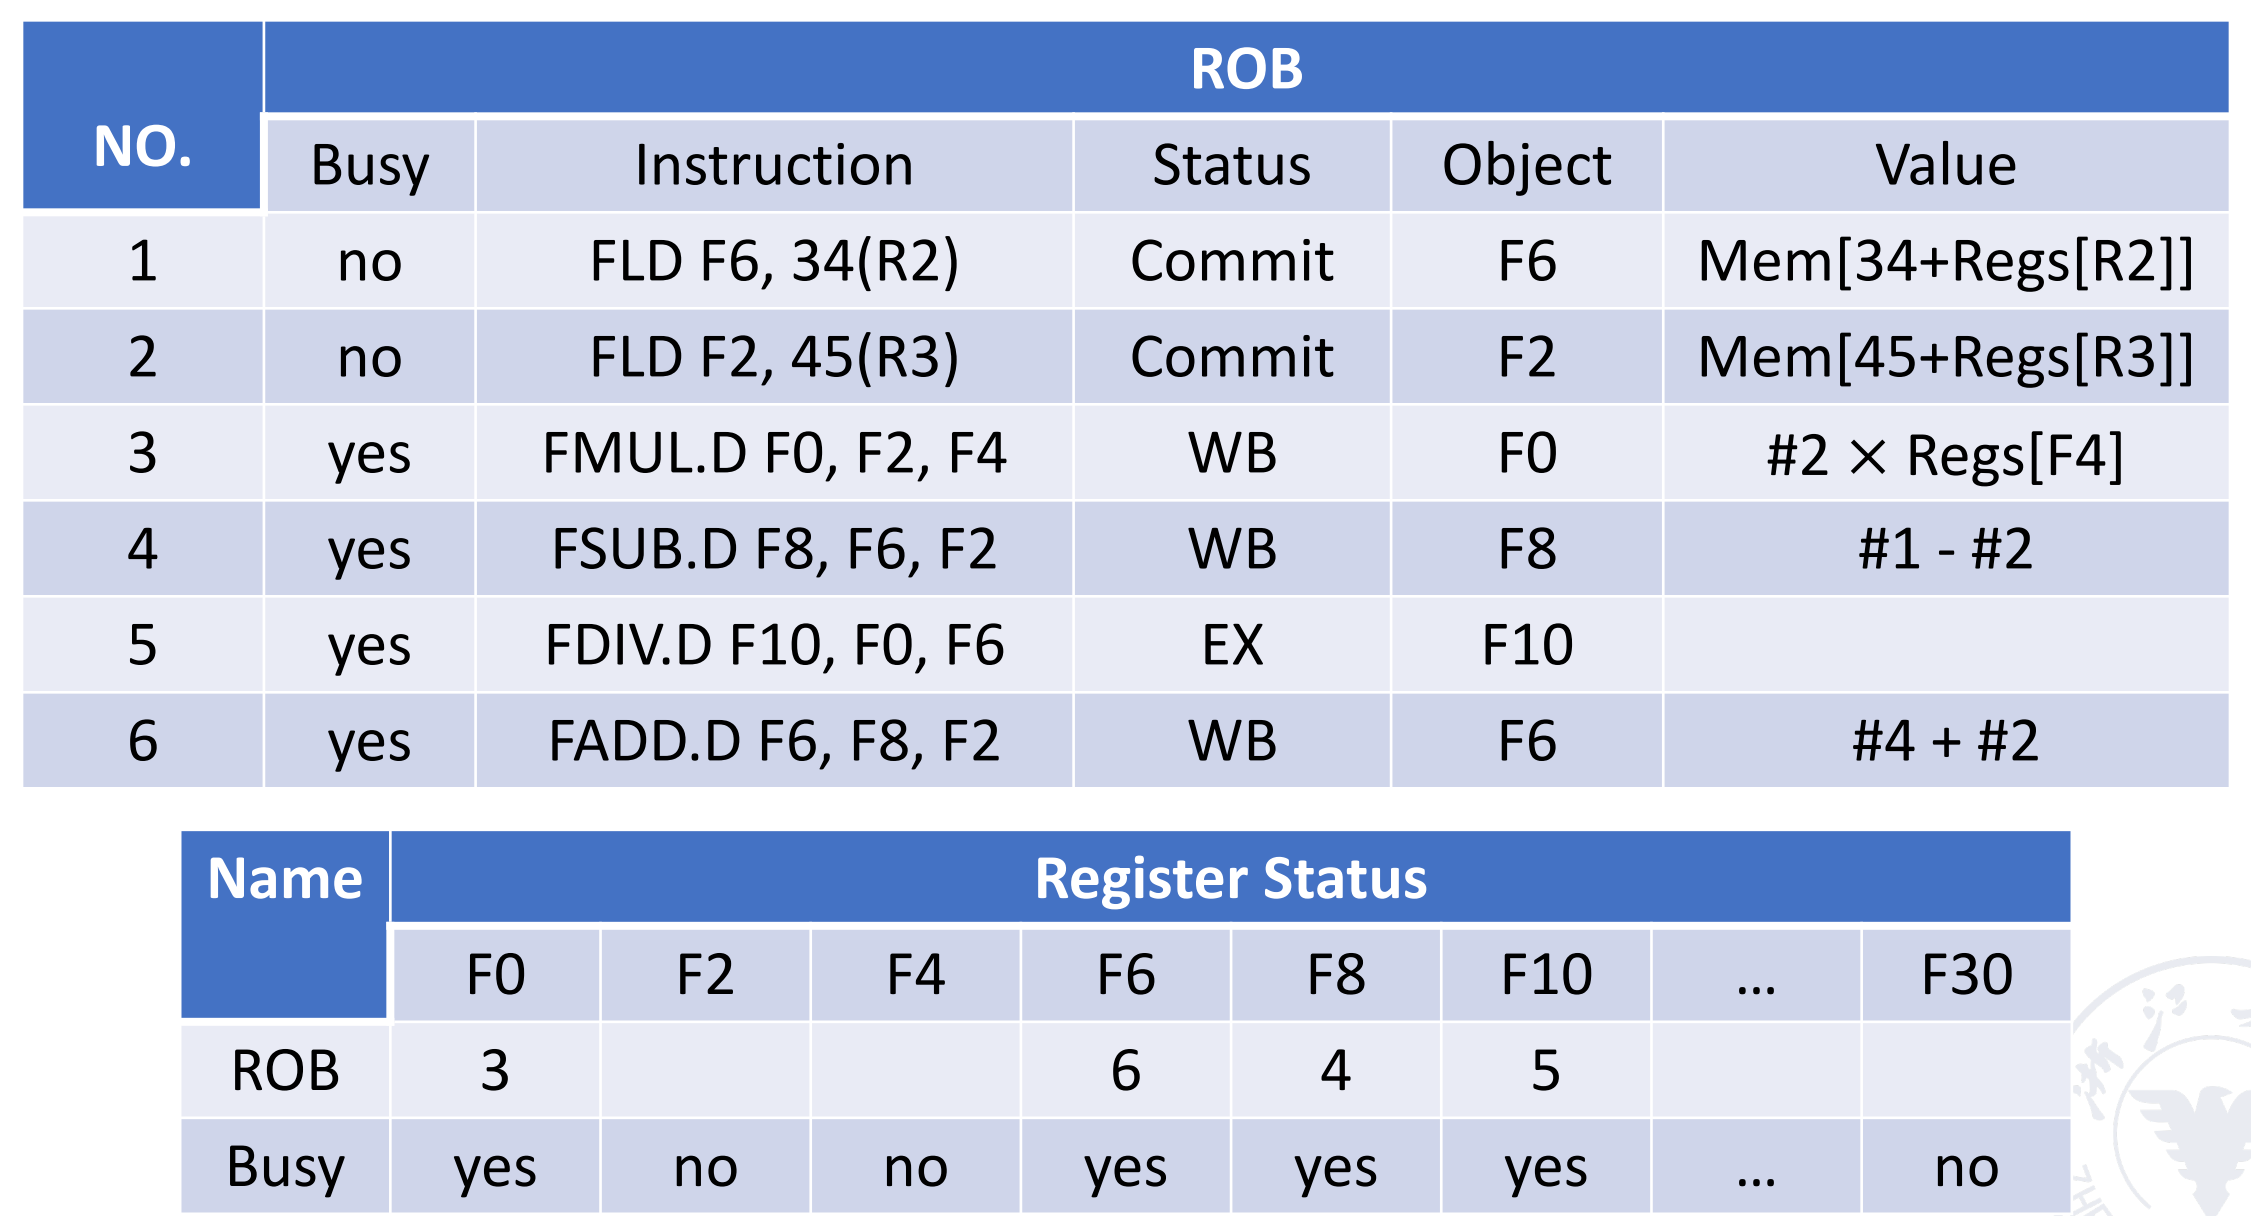 ROB
NO.
Busy Instruction Status Object Value
1 no FLD F6, 34(R2) Commit F6 Mem[34+Regs[R2]]
2 no FLD F2, 45(R3) Commit F2 Mem[45+Regs[R3]]
3 yes FMUL.D F0, F2, F4 WB F0 #2 × Regs[F4]
4 yes FSUB.D F8, F6, F2 WB F8 #1 - #2
5 yes FDIV.D F10, F0, F6 EX F10
6 yes FADD.D F6, F8, F2 WB F6 #4 + #2
Name Register Status
F0 F2 F4 F6 F8 F10 ... F30
ROB 3 6 4 5
Busy yes no no yes yes yes ... no